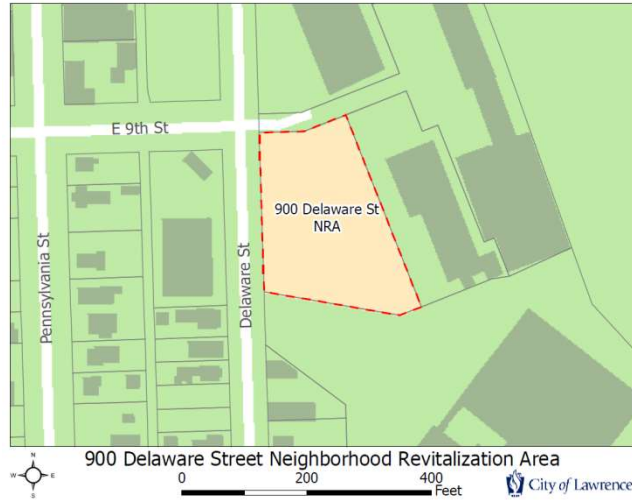 E 9th St
900 Delaware St
NRA
Pennsylvania St
Delaware St
900 Delaware Street Neighborhood Revitalization Area
N
W E
S
0 200 400
Feet
City of Lawrence